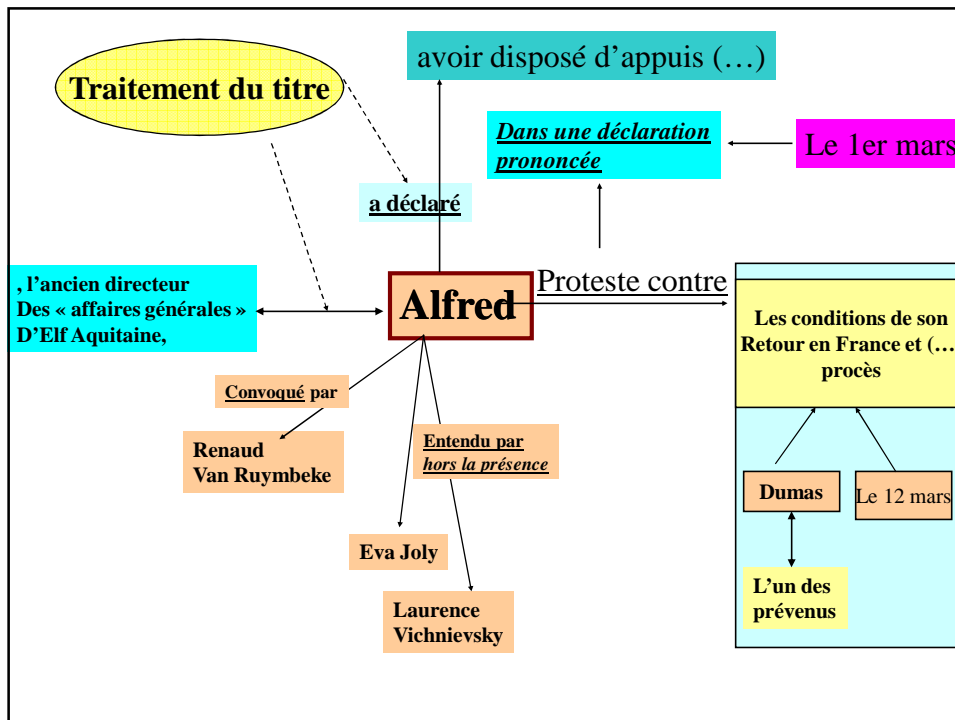 avoir disposé d'appuis (…)
Traitement du titre
Dans une déclaration
prononcée
Le 1er mars
a déclaré
, l'ancien directeur
Des « affaires générales »
D'Elf Aquitaine,
Alfred
Proteste contre
Les conditions de son
Retour en France et (…
procès
Convoqué par
Renaud
Van Ruymbeke
Entendu par
hors la présence
Dumas
Le 12 mars
Eva Joly
L'un des
prévenus
Laurence
Vichnievsky